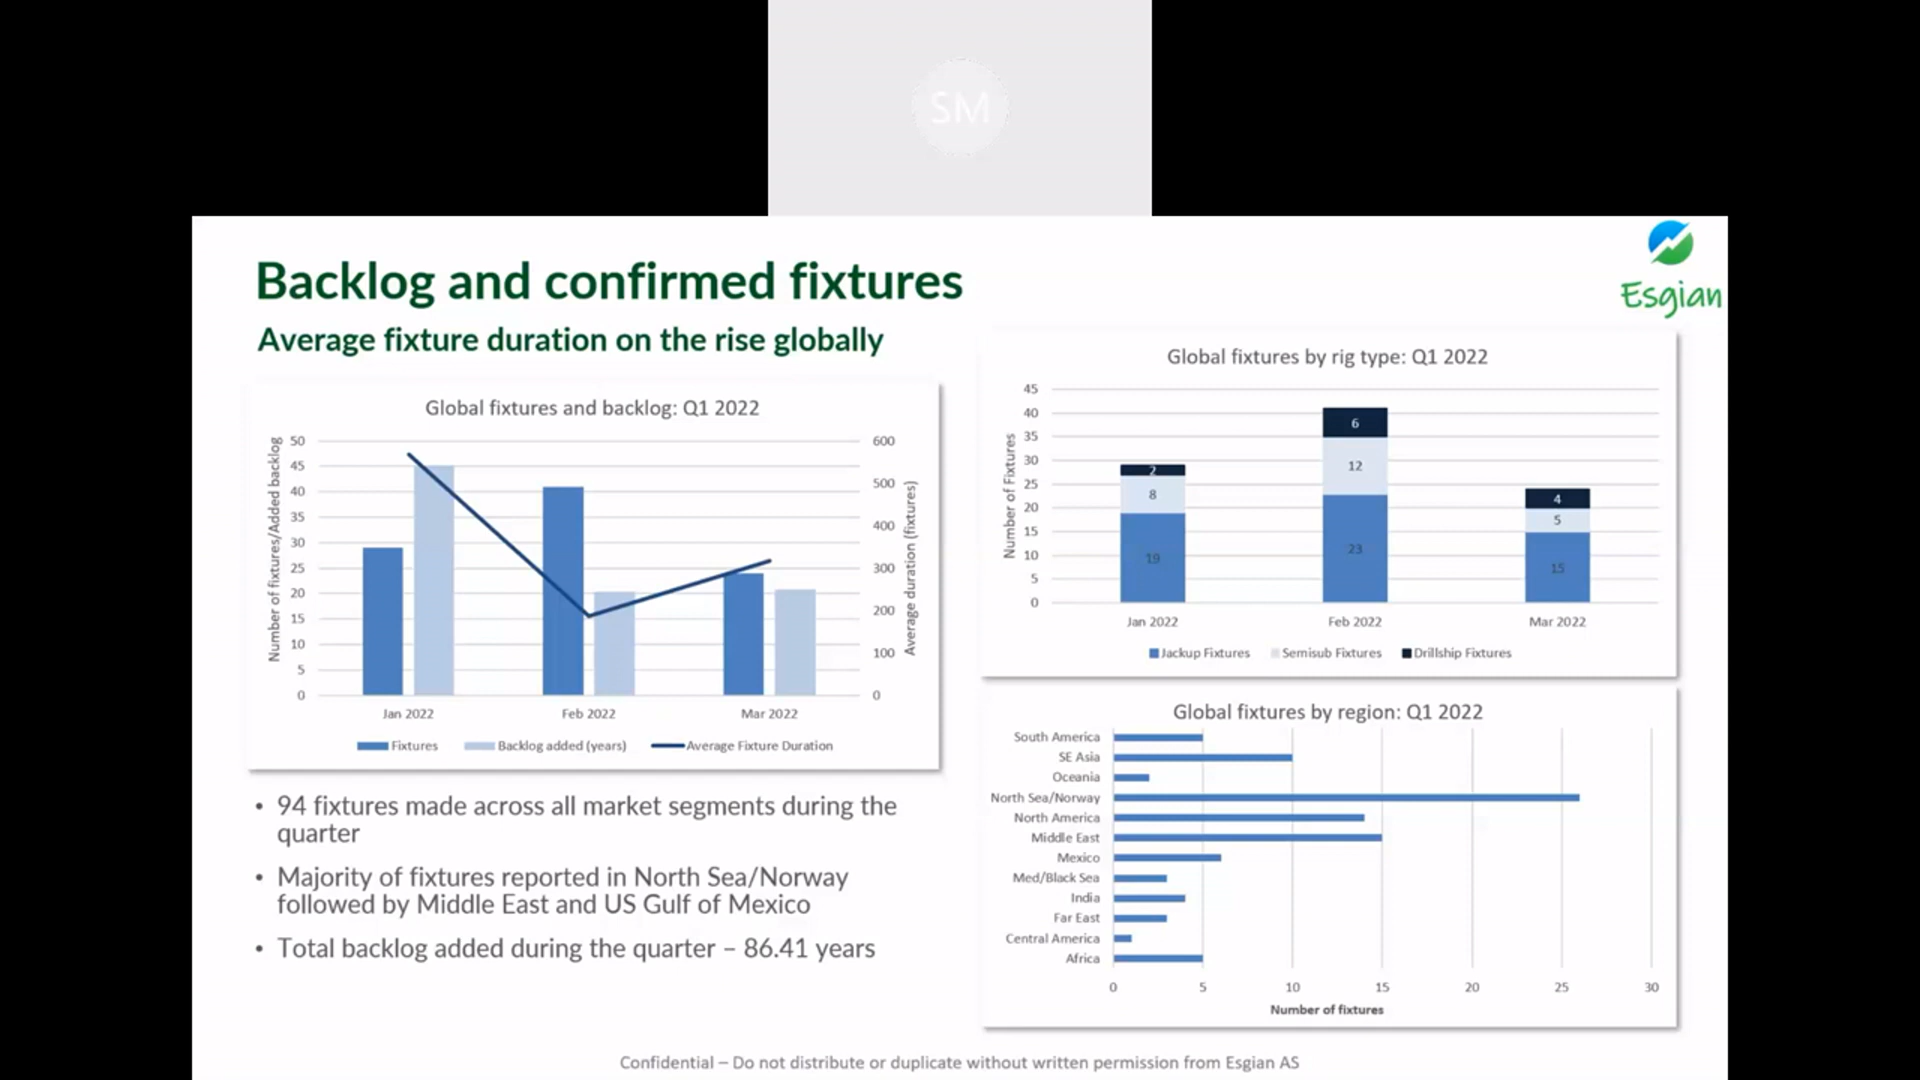 SM
Esgian
Backlog and confirmed fixtures
Average fixture duration on the rise globally
Global fixtures and backlog: Q1 2022
Number of fixtures/Added backlog
50
45
40
35
30
25
20
15
10
5
0
600
500
400
300
200
100
0
Average duration (fixtures)
Jan 2022
Feb 2022
Mar 2022
Fixtures
Backlog added (years)
Average Fixture Duration
• 94 fixtures made across all market segments during the
quarter
• Majority of fixtures reported in North Sea/Norway
followed by Middle East and US Gulf of Mexico
• Total backlog added during the quarter – 86.41 years
Global fixtures by rig type: Q1 2022
Number of Fixtures
45
40
35
30
25
20
15
10
5
0
2
8
19
6
12
23
4
5
15
Jan 2022
Feb 2022
Mar 2022
Jackup Fixtures
Semisub Fixtures
Drillship Fixtures
Global fixtures by region: Q1 2022
South America
SE Asia
Oceania
North Sea/Norway
North America
Middle East
Mexico
Med/Black Sea
India
Far East
Central America
Africa
0 5 10 15 20 25 30
Number of fixtures
Confidential – Do not distribute or duplicate without written permission from Esgian AS